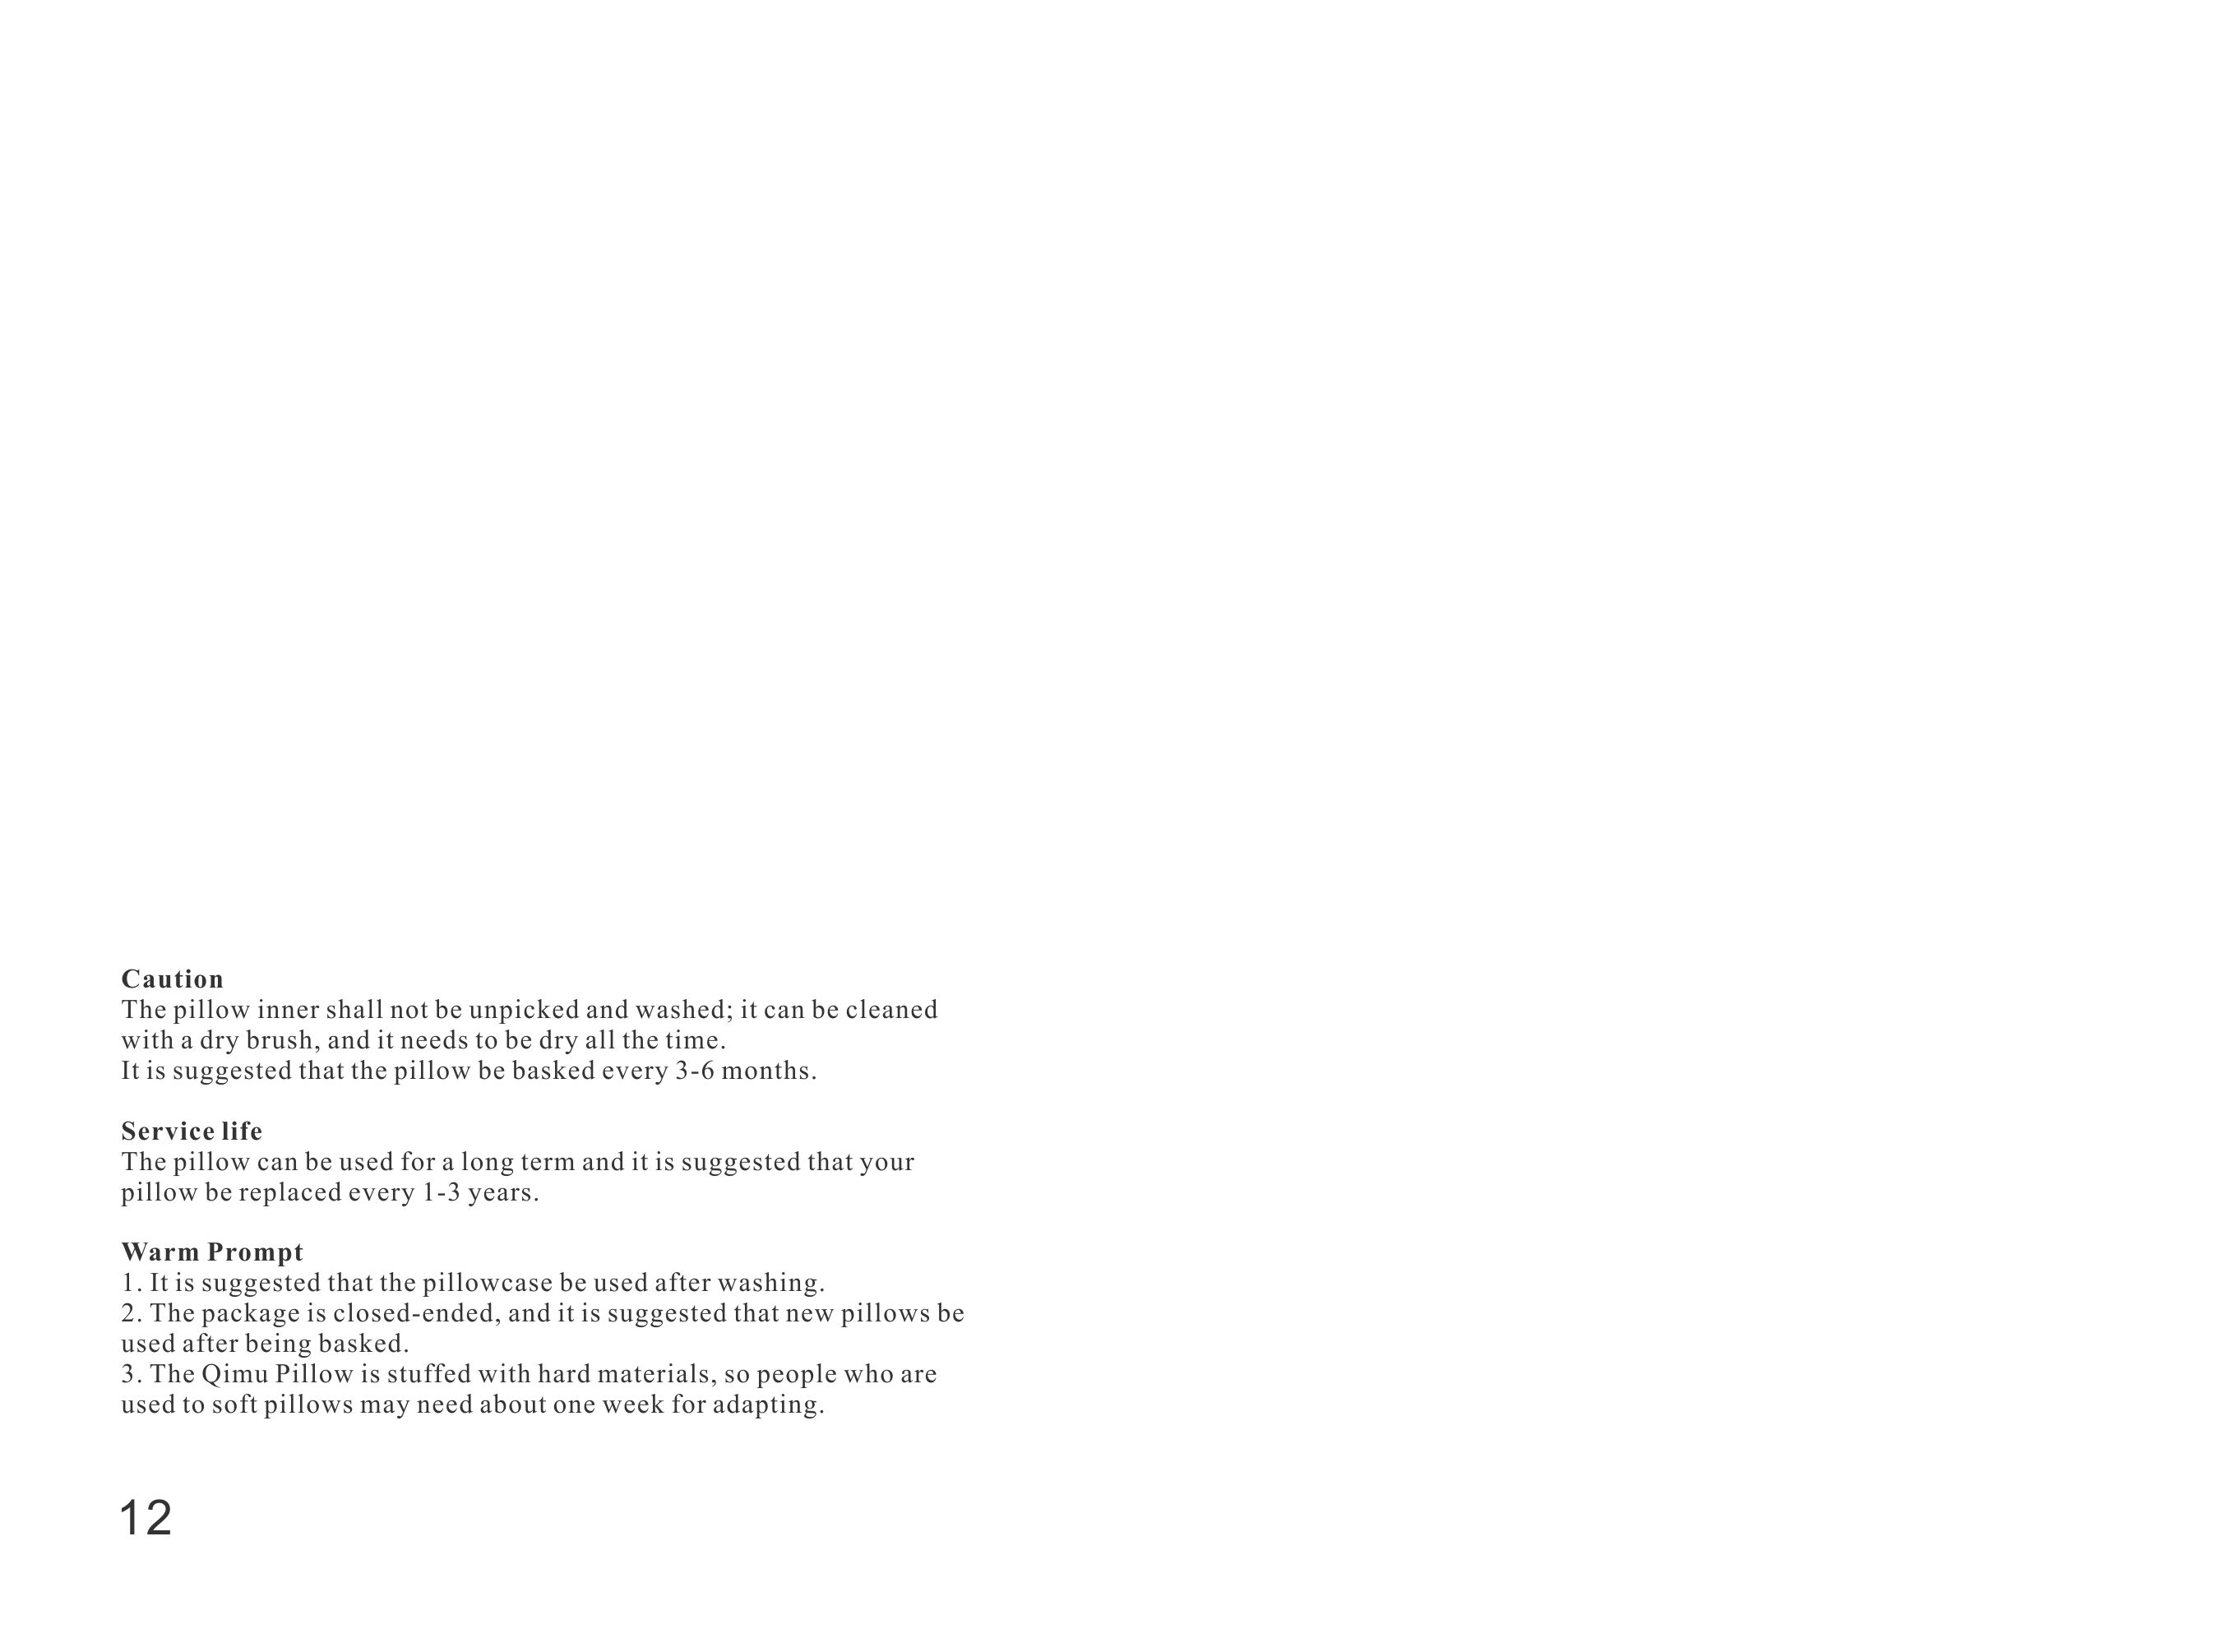 Caution
The pillow inner shall not be unpicked and washed; it can be cleaned
with a dry brush, and it needs to be dry all the time.
It is suggested that the pillow be basked every 3-6 months.
Service life
The pillow can be used for a long term and it is suggested that your
pillow be replaced every 1-3 years.
Warm Prompt
1. It is suggested that the pillowcase be used after washing.
2. The package is closed-ended, and it is suggested that new pillows be
used after being basked.
3. The Qimu Pillow is stuffed with hard materials, so people who are
used to soft pillows may need about one week for adapting.
12